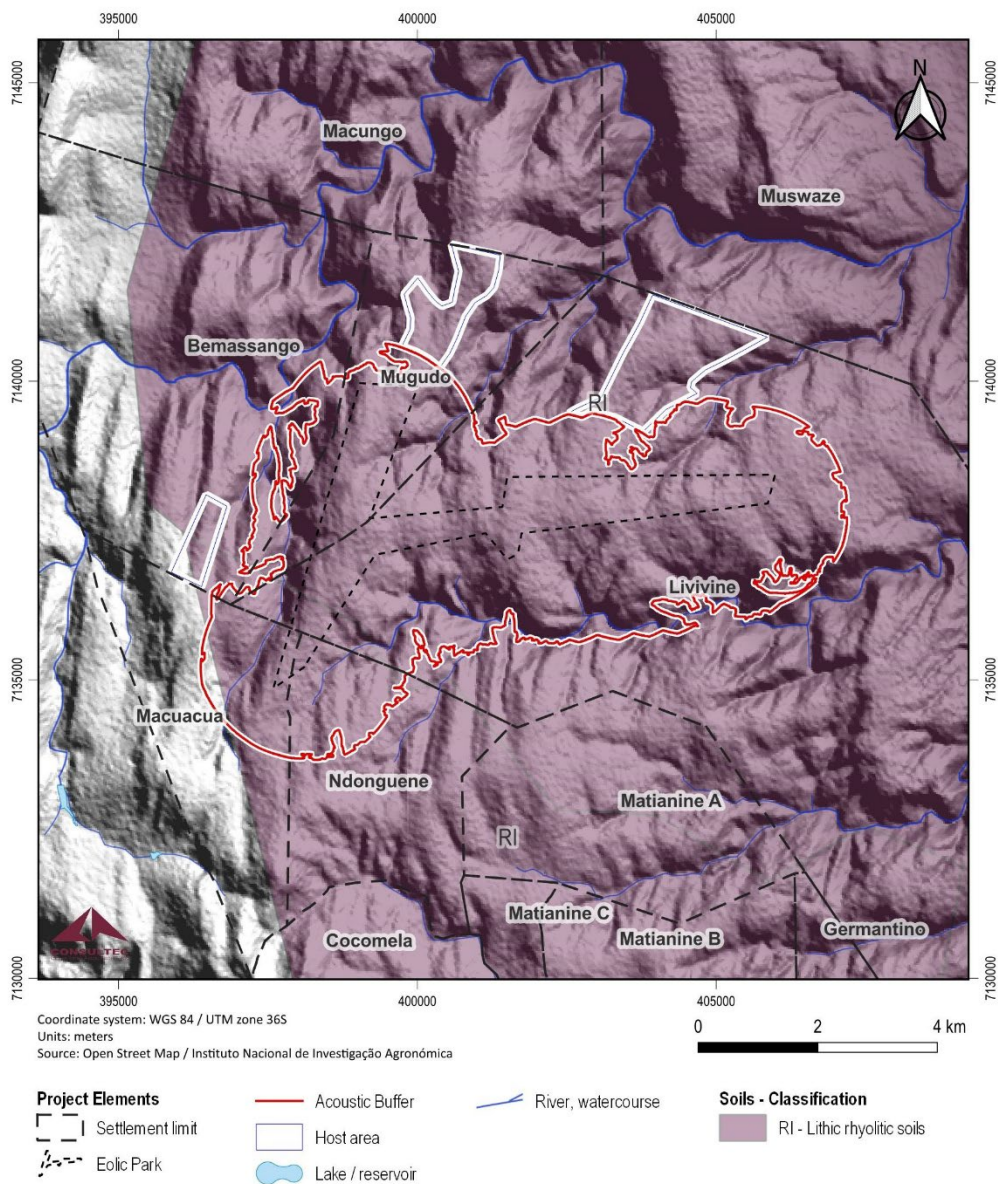 395000 400000 405000
7145000 7145000
N
Macungo
Muswaze
Bemassango
7140000 7140000
Mugudo
RI
Livivine
7135000 7135000
Macuacua
Ndonguene
Matianine A
RI
Matianine C
Matianine B
Germantino
Cocomela
CONSULTEC
7130000 7130000
395000 400000 405000
Coordinate system: WGS 84 / UTM zone 36S
Units: meters
Source: Open Street Map / Instituto Nacional de Investigação Agronómica
0 2 4 km
Project Elements
Settlement limit
Eolic Park
Acoustic Buffer
Host area
Lake / reservoir
River, watercourse
Soils - Classification
RI - Lithic rhyolitic soils